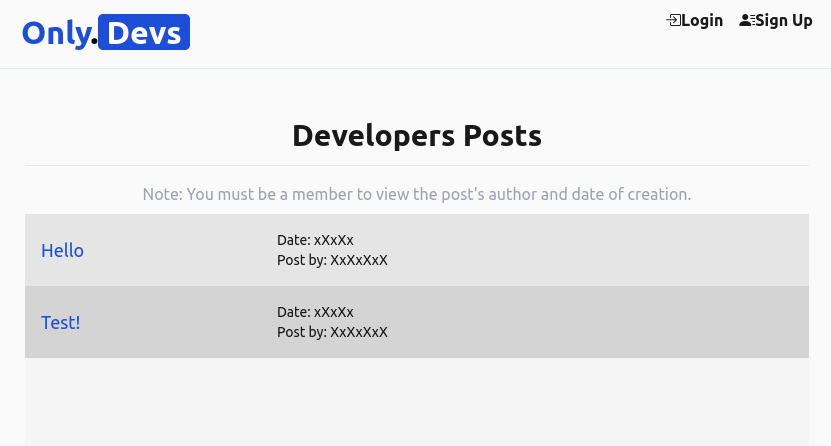 Only.Devs
Login
Sign Up
Developers Posts
Note: You must be a member to view the post's author and date of creation.
Hello
Date: xXxXx
Post by: XxXxXxX
Test!
Date: xXxXx
Post by: XxXxXxX